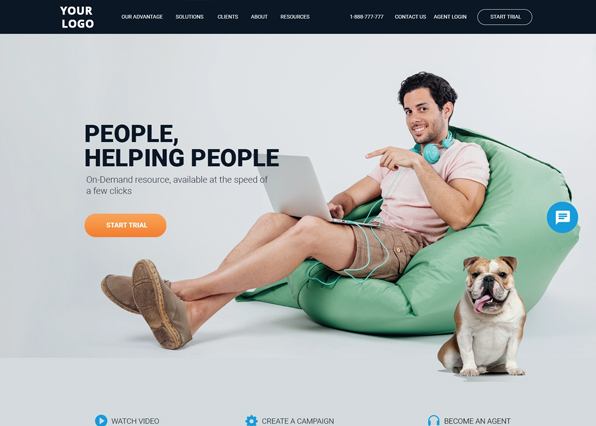 YOUR
LOGO
OUR ADVANTAGE SOLUTIONS CLIENTS ABOUT RESOURCES 1-888-777-777 CONTACT US AGENT LOGIN START TRIAL
PEOPLE,
HELPING PEOPLE
On-Demand resource, available at the speed of
a few clicks
START TRIAL
WATCH VIDEO CREATE A CAMPAIGN BECOME AN AGENT